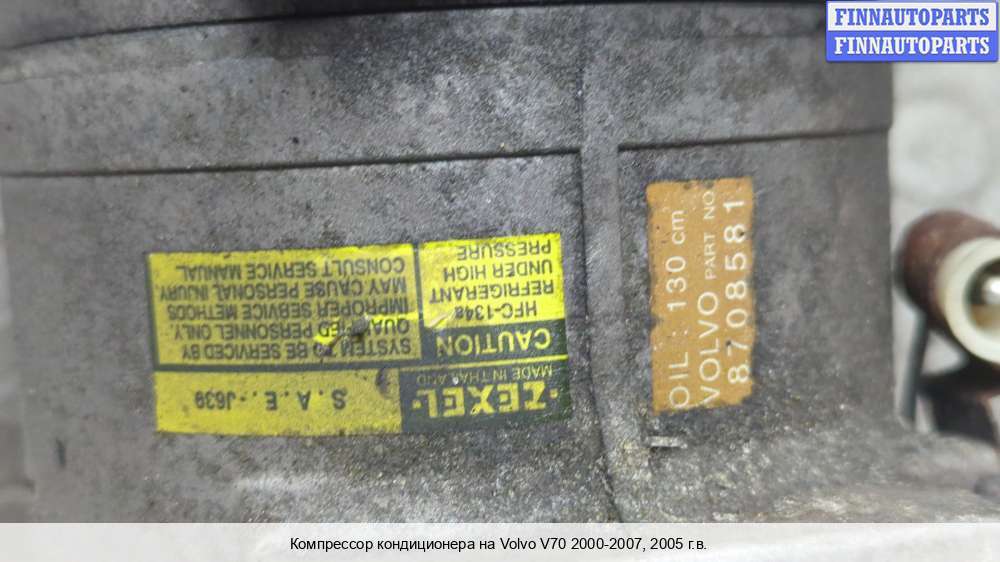 FINNAUTOPARTS
FINNAUTOPARTS
OIL : 130 cm
VOLVO PART NO.
8708581
·ZEXEL·
MADE IN THAILAND
S.A.E.-J639
CAUTION
HFC-134a
REFRIGERANT
UNDER HIGH
PRESSURE
SYSTEM TO BE SERVICED BY
QUALIFIED PERSONNEL ONLY.
IMPROPER SERVICE METHODS
MAY CAUSE PERSONAL INJURY
CONSULT SERVICE MANUAL
Компрессор кондиционера на Volvo V70 2000-2007, 2005 г.в.